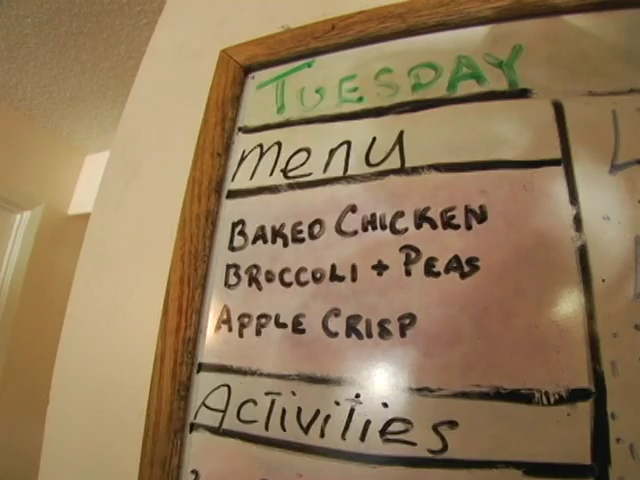 TUESDAY
menu
BAKED CHICKEN
BROCCOLI + PEAS
APPLE CRISP
Activities